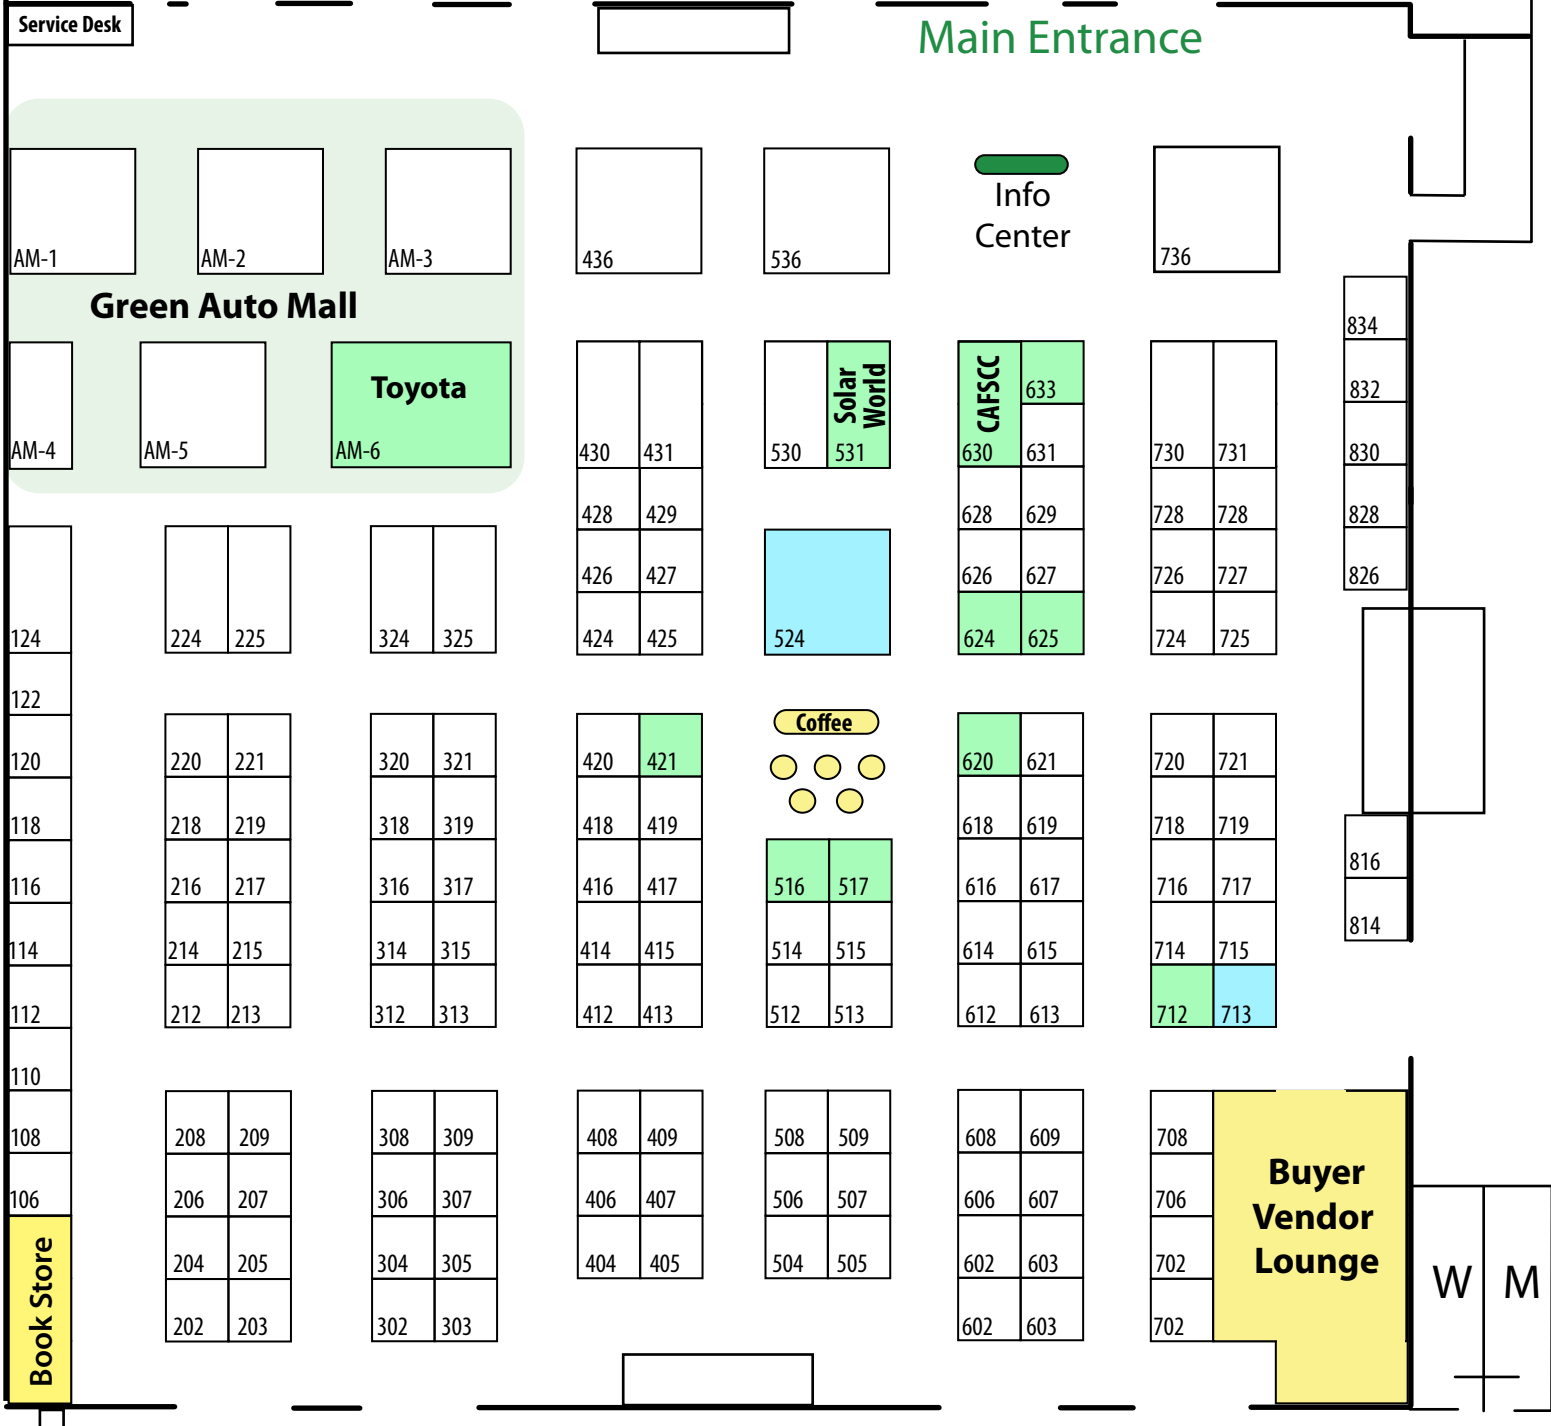 Service Desk
Main Entrance
Info
Center
AM-1 AM-2 AM-3 436 536 736
Green Auto Mall
834
Toyota
Solar
World
CAFSCC
633 832
AM-4 AM-5 AM-6 430 431 530 531 630 631 730 731 830
428 429 628 629 728 728 828
426 427 626 627 726 727 826
124 224 225 324 325 424 425 524 624 625 724 725
122
Coffee
120 220 221 320 321 420 421 620 621 720 721
118 218 219 318 319 418 419 618 619 718 719
816
116 216 217 316 317 416 417 516 517 616 617 716 717
814
114 214 215 314 315 414 415 514 515 614 615 714 715
112 212 213 312 313 412 413 512 513 612 613 712 713
110
108 208 209 308 309 408 409 508 509 608 609 708
106 206 207 306 307 406 407 506 507 606 607 706
Buyer
Vendor
Lounge
204 205 304 305 404 405 504 505 602 603 702
W M
202 203 302 303 602 603 702
Book Store